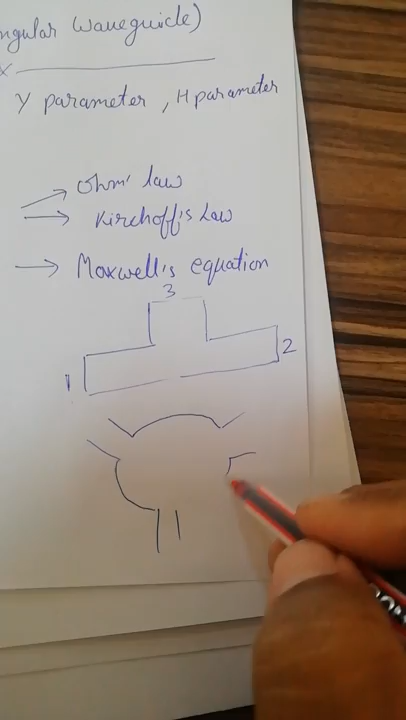 ngular Waveguide)
x
Y parameter, H parameter
Ohm' law
Kirchoff's Law
Maxwell's equation
3
2
1